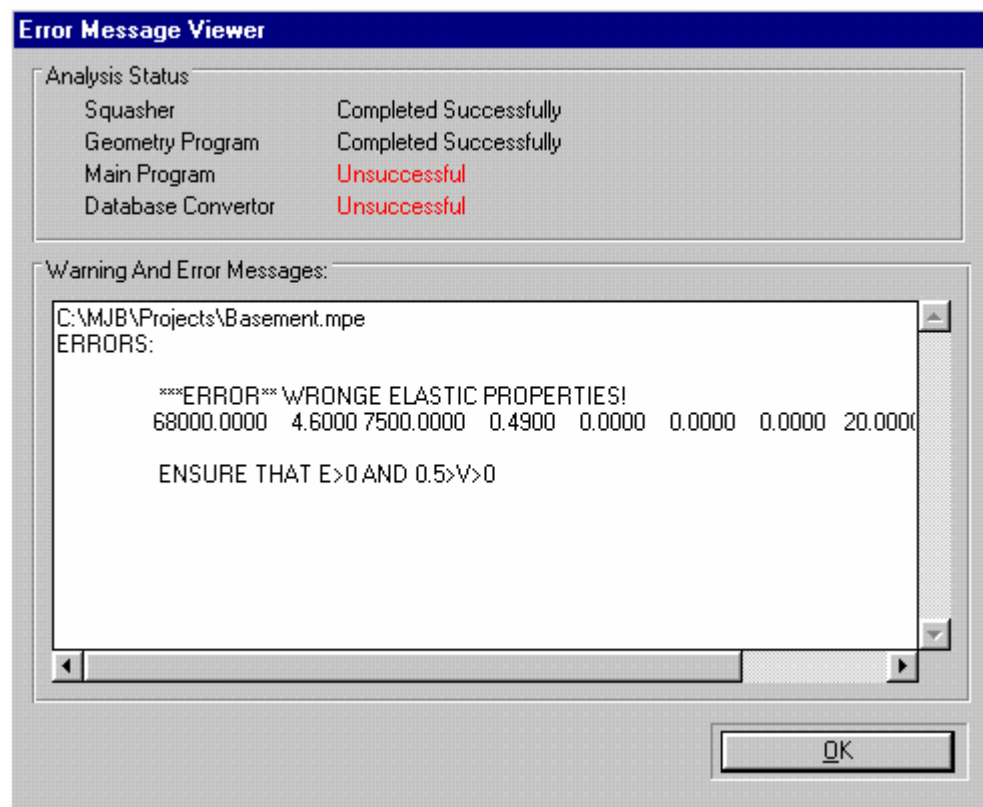 Error Message Viewer
Analysis Status
Squasher Completed Successfully
Geometry Program Completed Successfully
Main Program Unsuccessful
Database Convertor Unsuccessful
Warning And Error Messages:
C:\MJB\Projects\Basement.mpe
ERRORS:
***ERROR** WRONGE ELASTIC PROPERTIES!
68000.0000 4.6000 7500.0000 0.4900 0.0000 0.0000 0.0000 20.0000
ENSURE THAT E>0 AND 0.5>V>0
OK